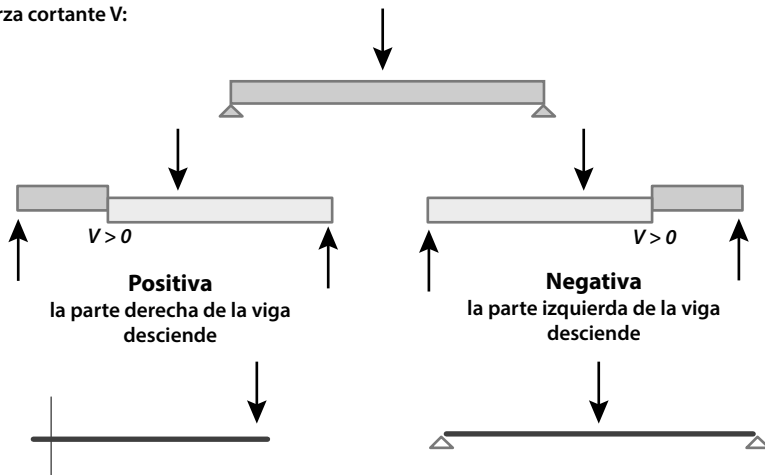 rza cortante V:
V > 0
V > 0
Positiva
la parte derecha de la viga
desciende
Negativa
la parte izquierda de la viga
desciende